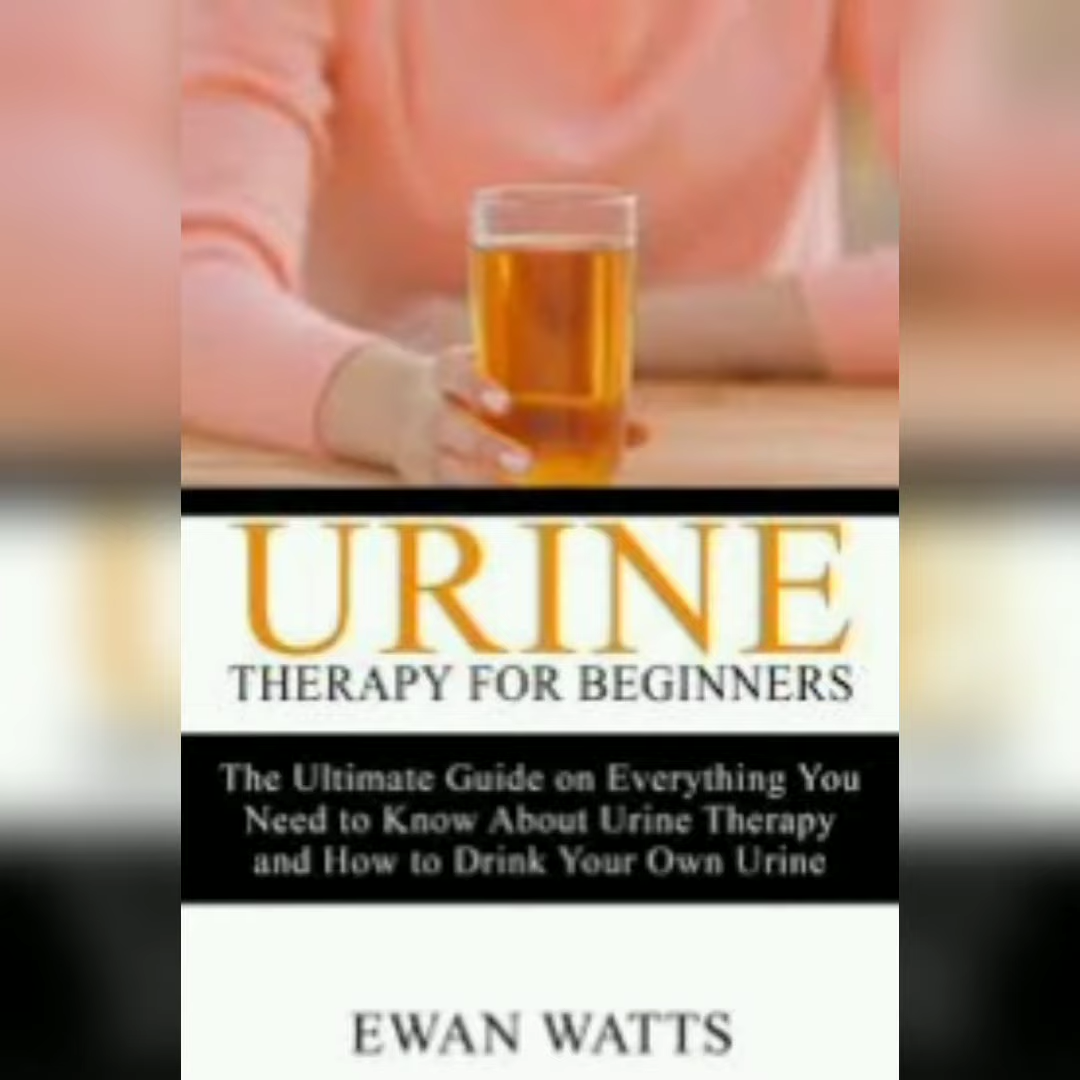 URINE
THERAPY FOR BEGINNERS
The Ultimate Guide on Everything You
Need to Know About Urine Therapy
and How to Drink Your Own Urine
EWAN WATTS